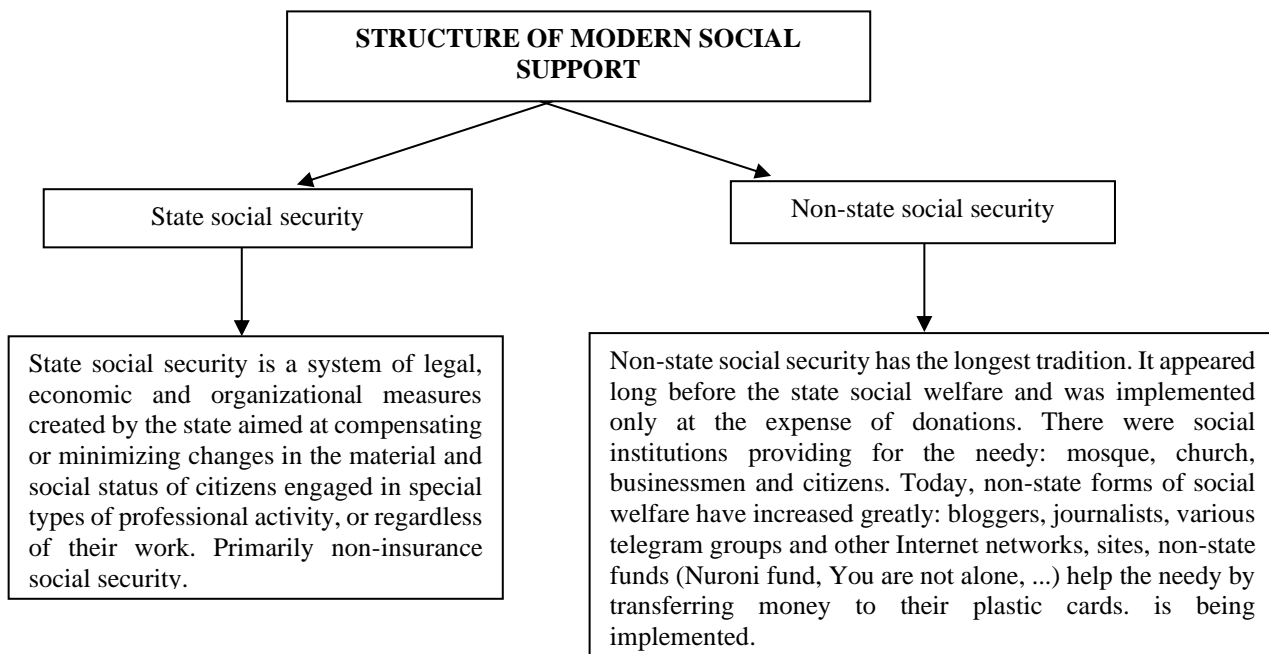 STRUCTURE OF MODERN SOCIAL
SUPPORT
State social security
Non-state social security
State social security is a system of legal,
economic and organizational measures
created by the state aimed at compensating
or minimizing changes in the material and
social status of citizens engaged in special
types of professional activity, or regardless
of their work. Primarily non-insurance
social security.
Non-state social security has the longest tradition. It appeared
long before the state social welfare and was implemented
only at the expense of donations. There were social
institutions providing for the needy: mosque, church,
businessmen and citizens. Today, non-state forms of social
welfare have increased greatly: bloggers, journalists, various
telegram groups and other Internet networks, sites, non-state
funds (Nuroni fund, You are not alone, ...) help the needy by
transferring money to their plastic cards. is being
implemented.